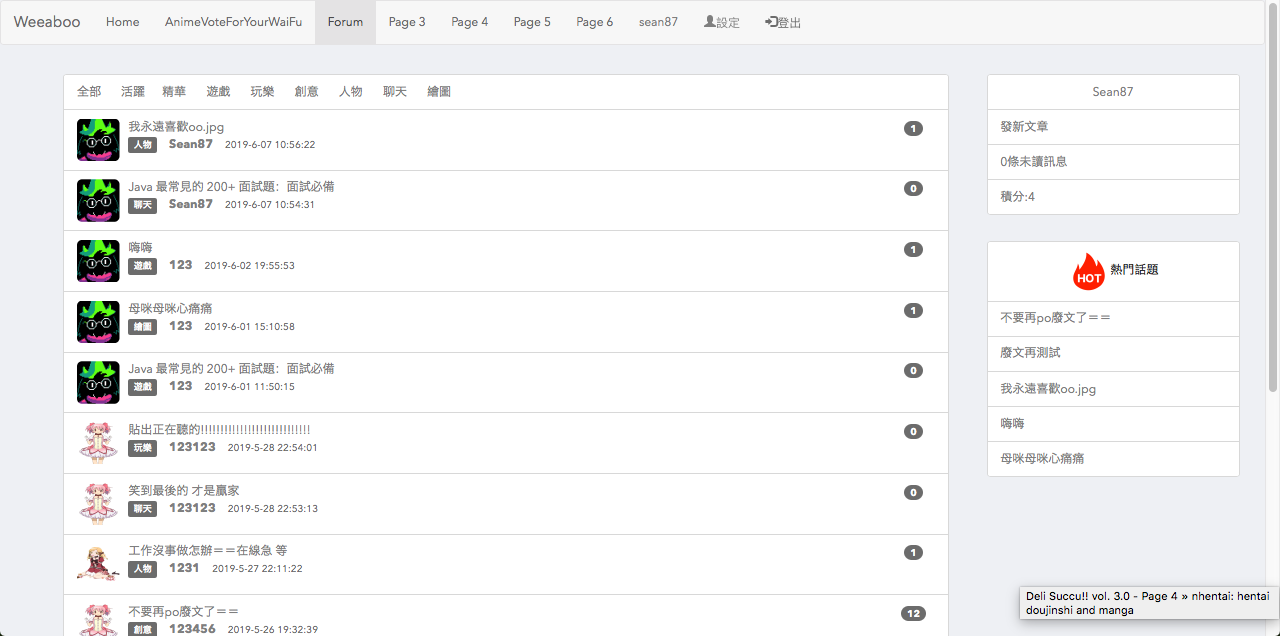 Weeaboo Home AnimeVoteForYourWaiFu Forum Page 3 Page 4 Page 5 Page 6 sean87 設定 登出
全部 活躍 精華 遊戲 玩樂 創意 人物 聊天 繪圖
我永遠喜歡oo.jpg
人物 Sean87 2019-6-07 10:56:22
1
Java 最常見的 200+ 面試題：面試必備
聊天 Sean87 2019-6-07 10:54:31
0
嗨嗨
遊戲 123 2019-6-02 19:55:53
1
母咪母咪心痛痛
繪圖 123 2019-6-01 15:10:58
1
Java 最常見的 200+ 面試題：面試必備
遊戲 123 2019-6-01 11:50:15
0
貼出正在聽的!!!!!!!!!!!!!!!!!!!!!!!!!!!!
玩樂 123123 2019-5-28 22:54:01
0
笑到最後的 才是贏家
聊天 123123 2019-5-28 22:53:13
0
工作沒事做怎辦＝＝在線急 等
人物 1231 2019-5-27 22:11:22
1
不要再po廢文了＝＝
創意 123456 2019-5-26 19:32:39
12
Sean87
發新文章
0條未讀訊息
積分:4
HOT 熱門話題
不要再po廢文了＝＝
廢文再測試
我永遠喜歡oo.jpg
嗨嗨
母咪母咪心痛痛
Deli Succu!! vol. 3.0 - Page 4 » nhentai: hentai
doujinshi and manga